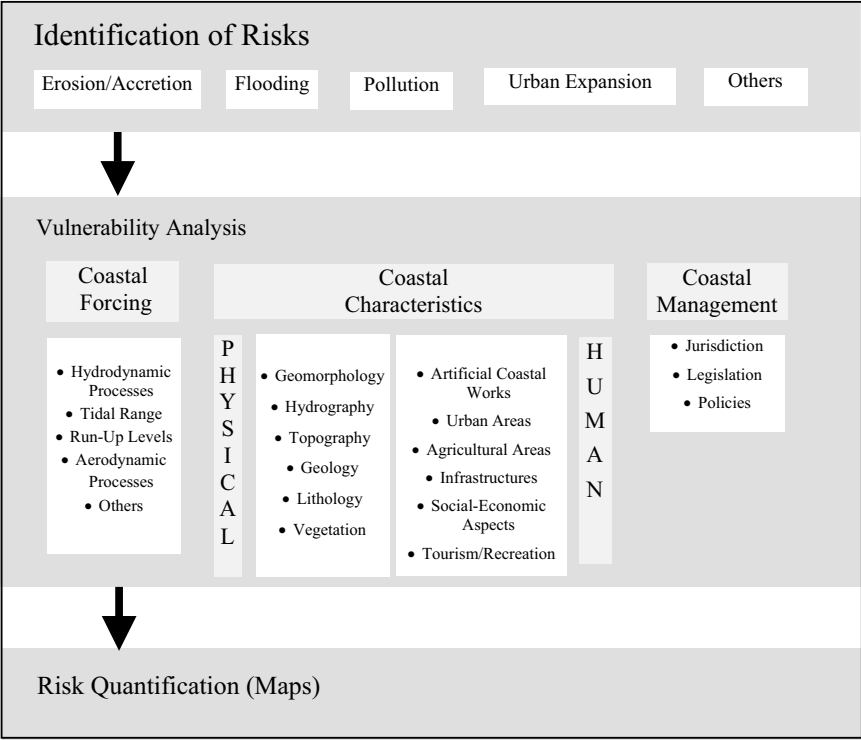 Identification of Risks
Erosion/Accretion
Flooding
Pollution
Urban Expansion
Others
Vulnerability Analysis
Coastal
Forcing
• Hydrodynamic
Processes
• Tidal Range
• Run-Up Levels
• Aerodynamic
Processes
• Others
Coastal
Characteristics
P
H
Y
S
I
C
A
L
• Geomorphology
• Hydrography
• Topography
• Geology
• Lithology
• Vegetation
• Artificial Coastal
Works
• Urban Areas
• Agricultural Areas
• Infrastructures
• Social-Economic
Aspects
• Tourism/Recreation
H
U
M
A
N
Coastal
Management
• Jurisdiction
• Legislation
• Policies
Risk Quantification (Maps)